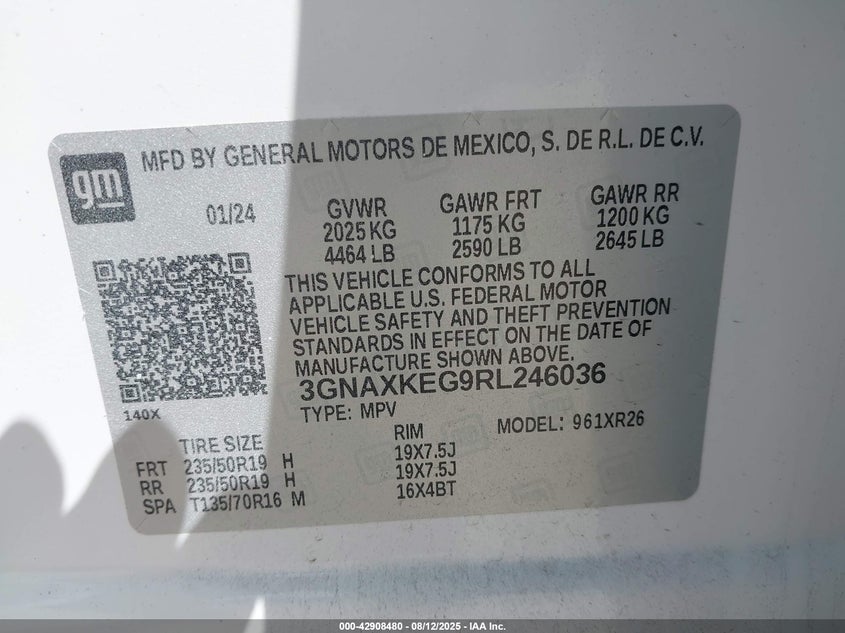 gm
MFD BY GENERAL MOTORS DE MEXICO, S. DE R.L. DE C.V.
01/24
GVWR
2025 KG
4464 LB
GAWR FRT
1175 KG
2590 LB
GAWR RR
1200 KG
2645 LB
THIS VEHICLE CONFORMS TO ALL
APPLICABLE U.S. FEDERAL MOTOR
VEHICLE SAFETY AND THEFT PREVENTION
STANDARDS IN EFFECT ON THE DATE OF
MANUFACTURE SHOWN ABOVE.
3GNAXKEG9RL246036
140X
TYPE: MPV
MODEL: 961XR26
TIRE SIZE RIM
FRT 235/50R19 H 19X7.5J
RR 235/50R19 H 19X7.5J
SPA T135/70R16 M 16X4BT
000-42908480 - 08/12/2025 - IAA Inc.